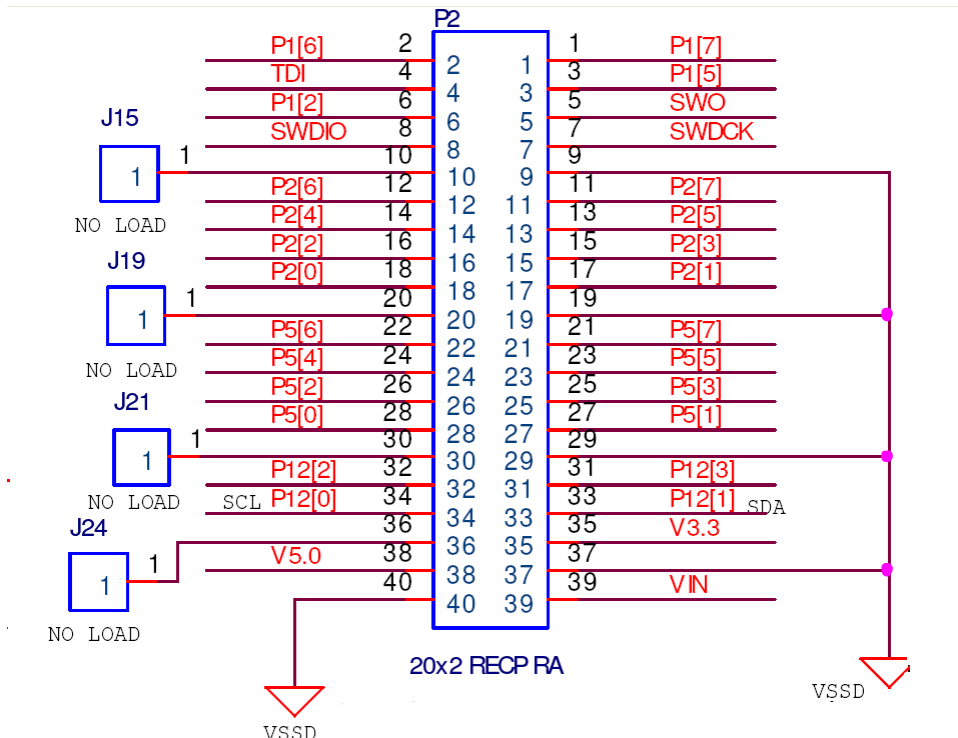 P2
P1[6] 2 2 1 1 P1[7]
TDI 4 4 3 3 P1[5]
P1[2] 6 6 5 5 SWO
SWDIO 8 8 7 7 SWDCK
J15
1 1 10 10 9 9
NO LOAD
P2[6] 12 12 11 11 P2[7]
P2[4] 14 14 13 13 P2[5]
P2[2] 16 16 15 15 P2[3]
P2[0] 18 18 17 17 P2[1]
J19
1 1 20 20 19 19
NO LOAD
P5[6] 22 22 21 21 P5[7]
P5[4] 24 24 23 23 P5[5]
P5[2] 26 26 25 25 P5[3]
P5[0] 28 28 27 27 P5[1]
J21
1 1 30 30 29 29
NO LOAD
P12[2] 32 32 31 31 P12[3]
SCL P12[0] 34 34 33 33 P12[1] SDA
J24
1 1 36 36 35 35 V3.3
NO LOAD
V5.0 38 38 37 37
40 40 39 39 VIN
20x2 RECP RA
VSSD
VSSD